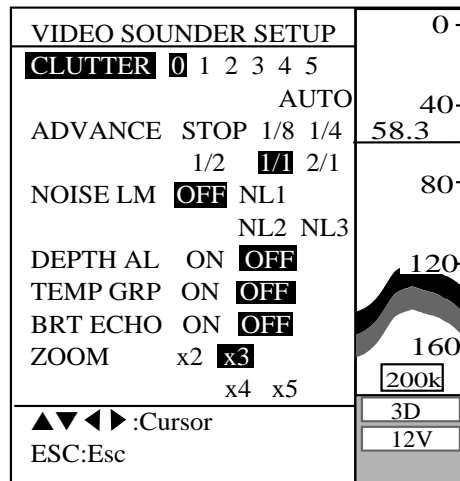 VIDEO SOUNDER SETUP
CLUTTER 0 1 2 3 4 5
AUTO
ADVANCE STOP 1/8 1/4
1/2 1/1 2/1
NOISE LM OFF NL1
NL2 NL3
DEPTH AL ON OFF
TEMP GRP ON OFF
BRT ECHO ON OFF
ZOOM x2 x3
x4 x5
▲▼◀▶:Cursor
ESC:Esc
0
40
58.3
80
120
160
200k
3D
12V